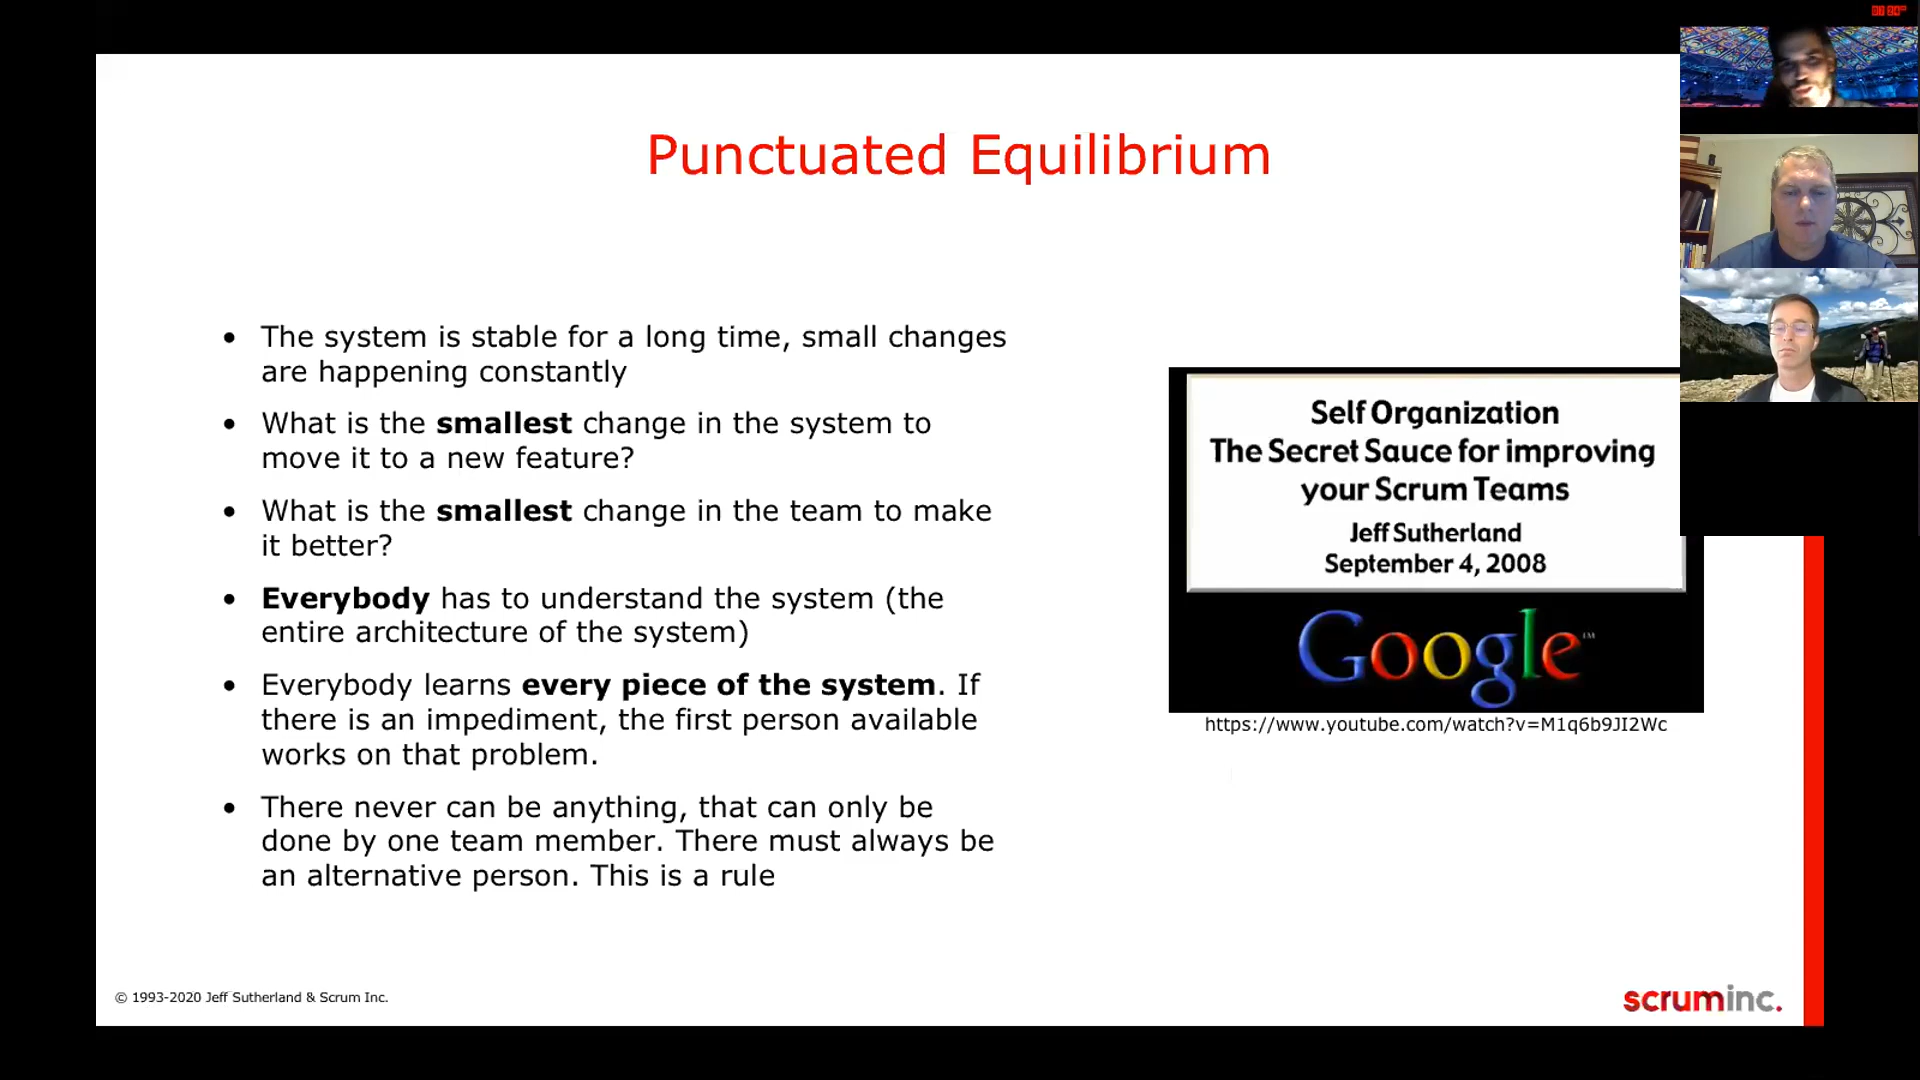 Punctuated Equilibrium
• The system is stable for a long time, small changes
are happening constantly
• What is the smallest change in the system to
move it to a new feature?
• What is the smallest change in the team to make
it better?
• Everybody has to understand the system (the
entire architecture of the system)
• Everybody learns every piece of the system. If
there is an impediment, the first person available
works on that problem.
• There never can be anything, that can only be
done by one team member. There must always be
an alternative person. This is a rule
Self Organization
The Secret Sauce for improving
your Scrum Teams
Jeff Sutherland
September 4, 2008
Google™
https://www.youtube.com/watch?v=M1q6b9JI2Wc
© 1993-2020 Jeff Sutherland & Scrum Inc.
scruminc.